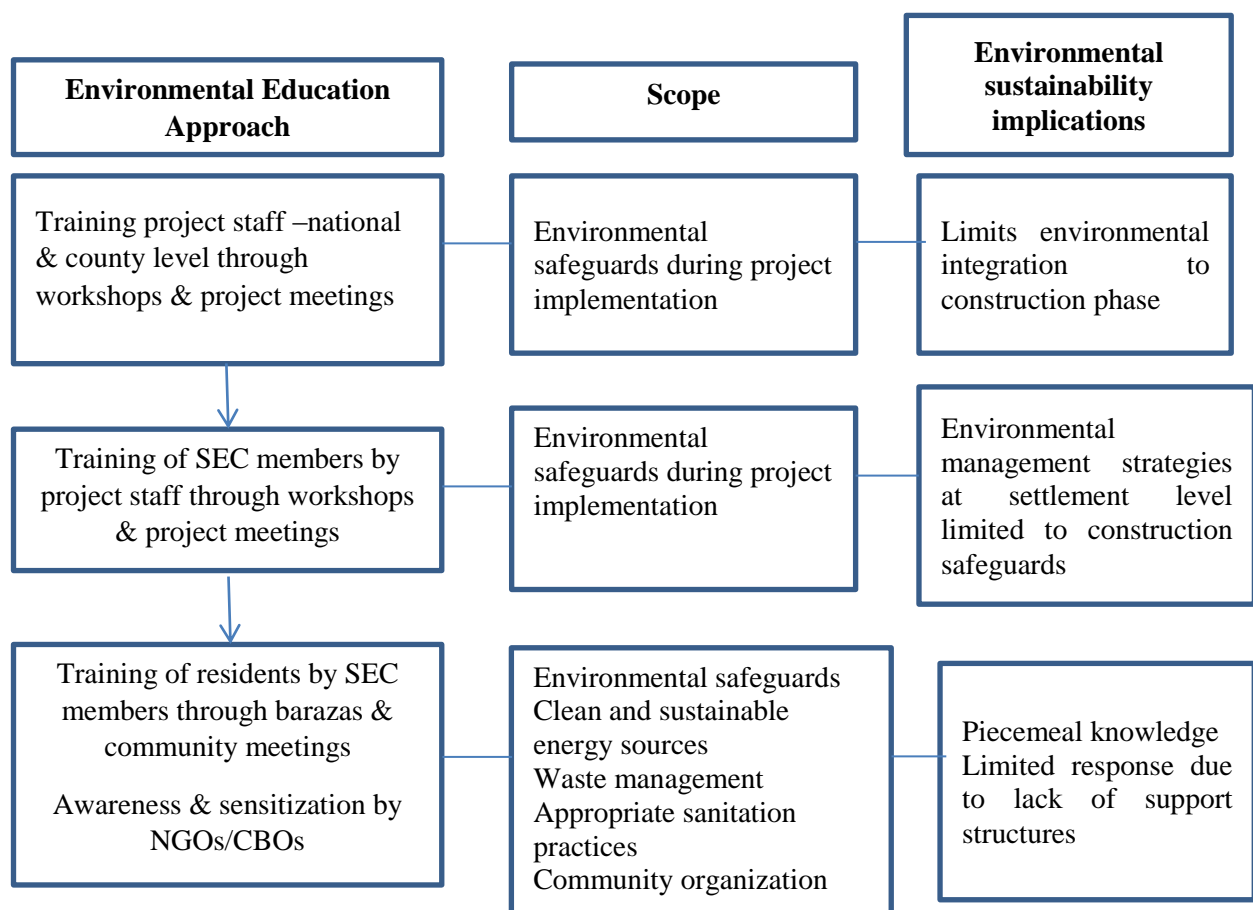 Environmental Education
Approach
Scope
Environmental
sustainability
implications
Training project staff –national
& county level through
workshops & project meetings
Environmental
safeguards during project
implementation
Limits environmental
integration to
construction phase
Training of SEC members by
project staff through workshops
& project meetings
Environmental
safeguards during project
implementation
Environmental
management strategies
at settlement level
limited to construction
safeguards
Training of residents by SEC
members through barazas &
community meetings
Awareness & sensitization by
NGOs/CBOs
Environmental safeguards
Clean and sustainable
energy sources
Waste management
Appropriate sanitation
practices
Community organization
Piecemeal knowledge
Limited response due
to lack of support
structures